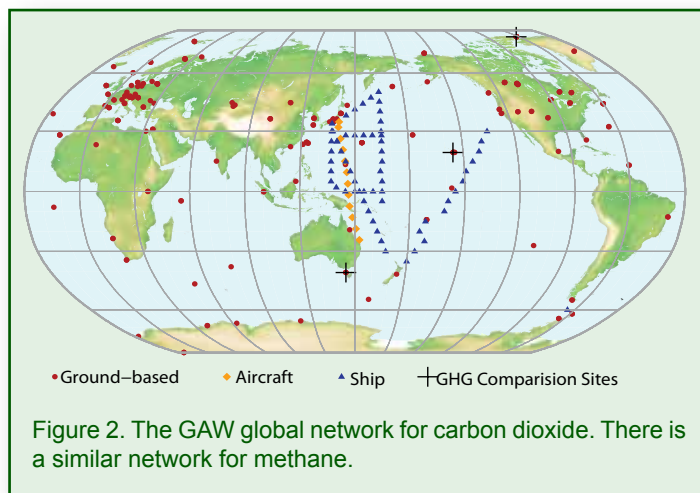 Ground−based Aircraft Ship GHG Comparision Sites
Figure 2. The GAW global network for carbon dioxide. There is
a similar network for methane.